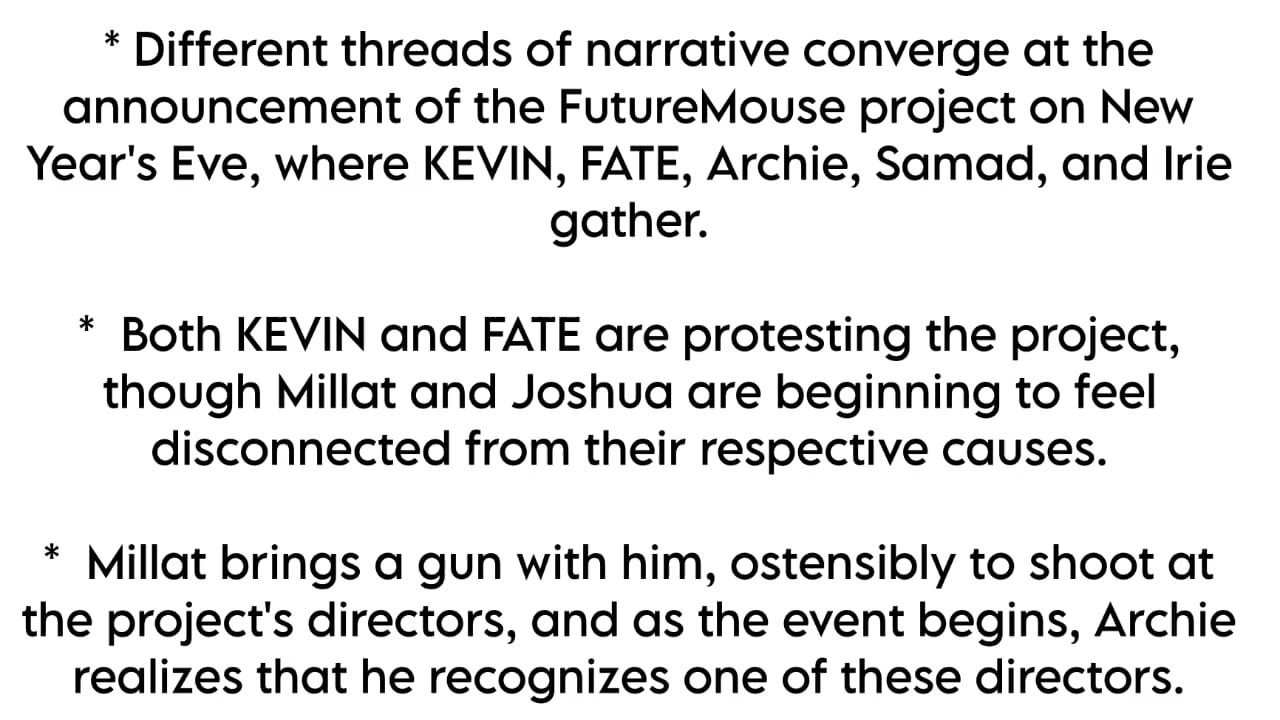 * Different threads of narrative converge at the
announcement of the FutureMouse project on New
Year's Eve, where KEVIN, FATE, Archie, Samad, and Irie
gather.
* Both KEVIN and FATE are protesting the project,
though Millat and Joshua are beginning to feel
disconnected from their respective causes.
* Millat brings a gun with him, ostensibly to shoot at
the project's directors, and as the event begins, Archie
realizes that he recognizes one of these directors.